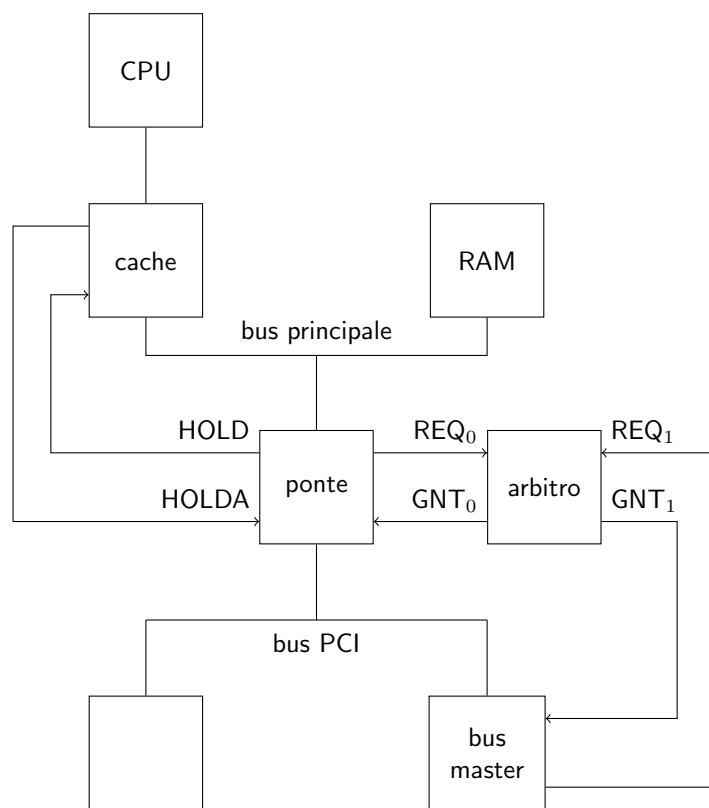 CPU
cache
RAM
bus principale
HOLD
REQ₀
REQ₁
ponte
arbitro
HOLDA
GNT₀
GNT₁
bus PCI
bus
master